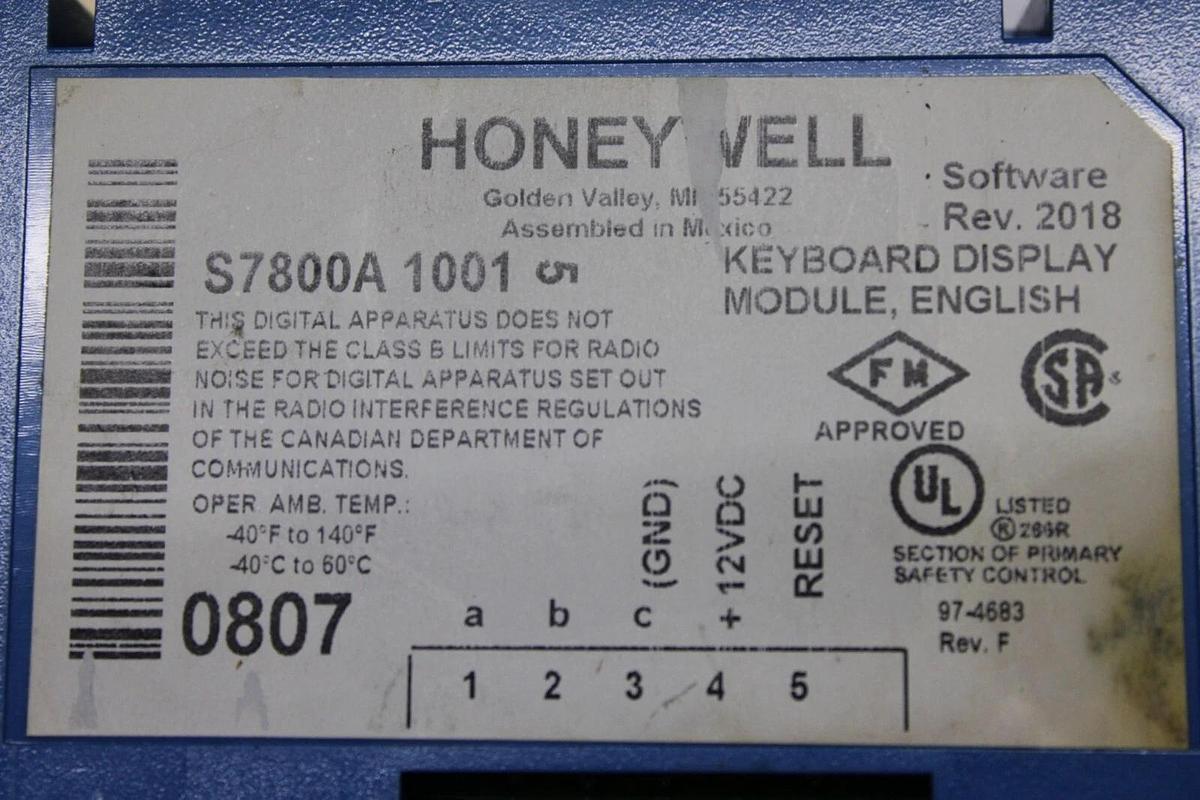 HONEYWELL
Golden Valley, MN 55422
Assembled in Mexico
Software
Rev. 2018
S7800A 1001 5
KEYBOARD DISPLAY
MODULE, ENGLISH
THIS DIGITAL APPARATUS DOES NOT
EXCEED THE CLASS B LIMITS FOR RADIO
NOISE FOR DIGITAL APPARATUS SET OUT
IN THE RADIO INTERFERENCE REGULATIONS
OF THE CANADIAN DEPARTMENT OF
COMMUNICATIONS.
OPER AMB. TEMP.:
-40°F to 140°F
-40°C to 60°C
0807
FM
APPROVED
SA
UL
LISTED
® 266R
SECTION OF PRIMARY
SAFETY CONTROL
97-4683
Rev. F
(GND)
+ 12VDC
RESET
a b c
1 2 3 4 5